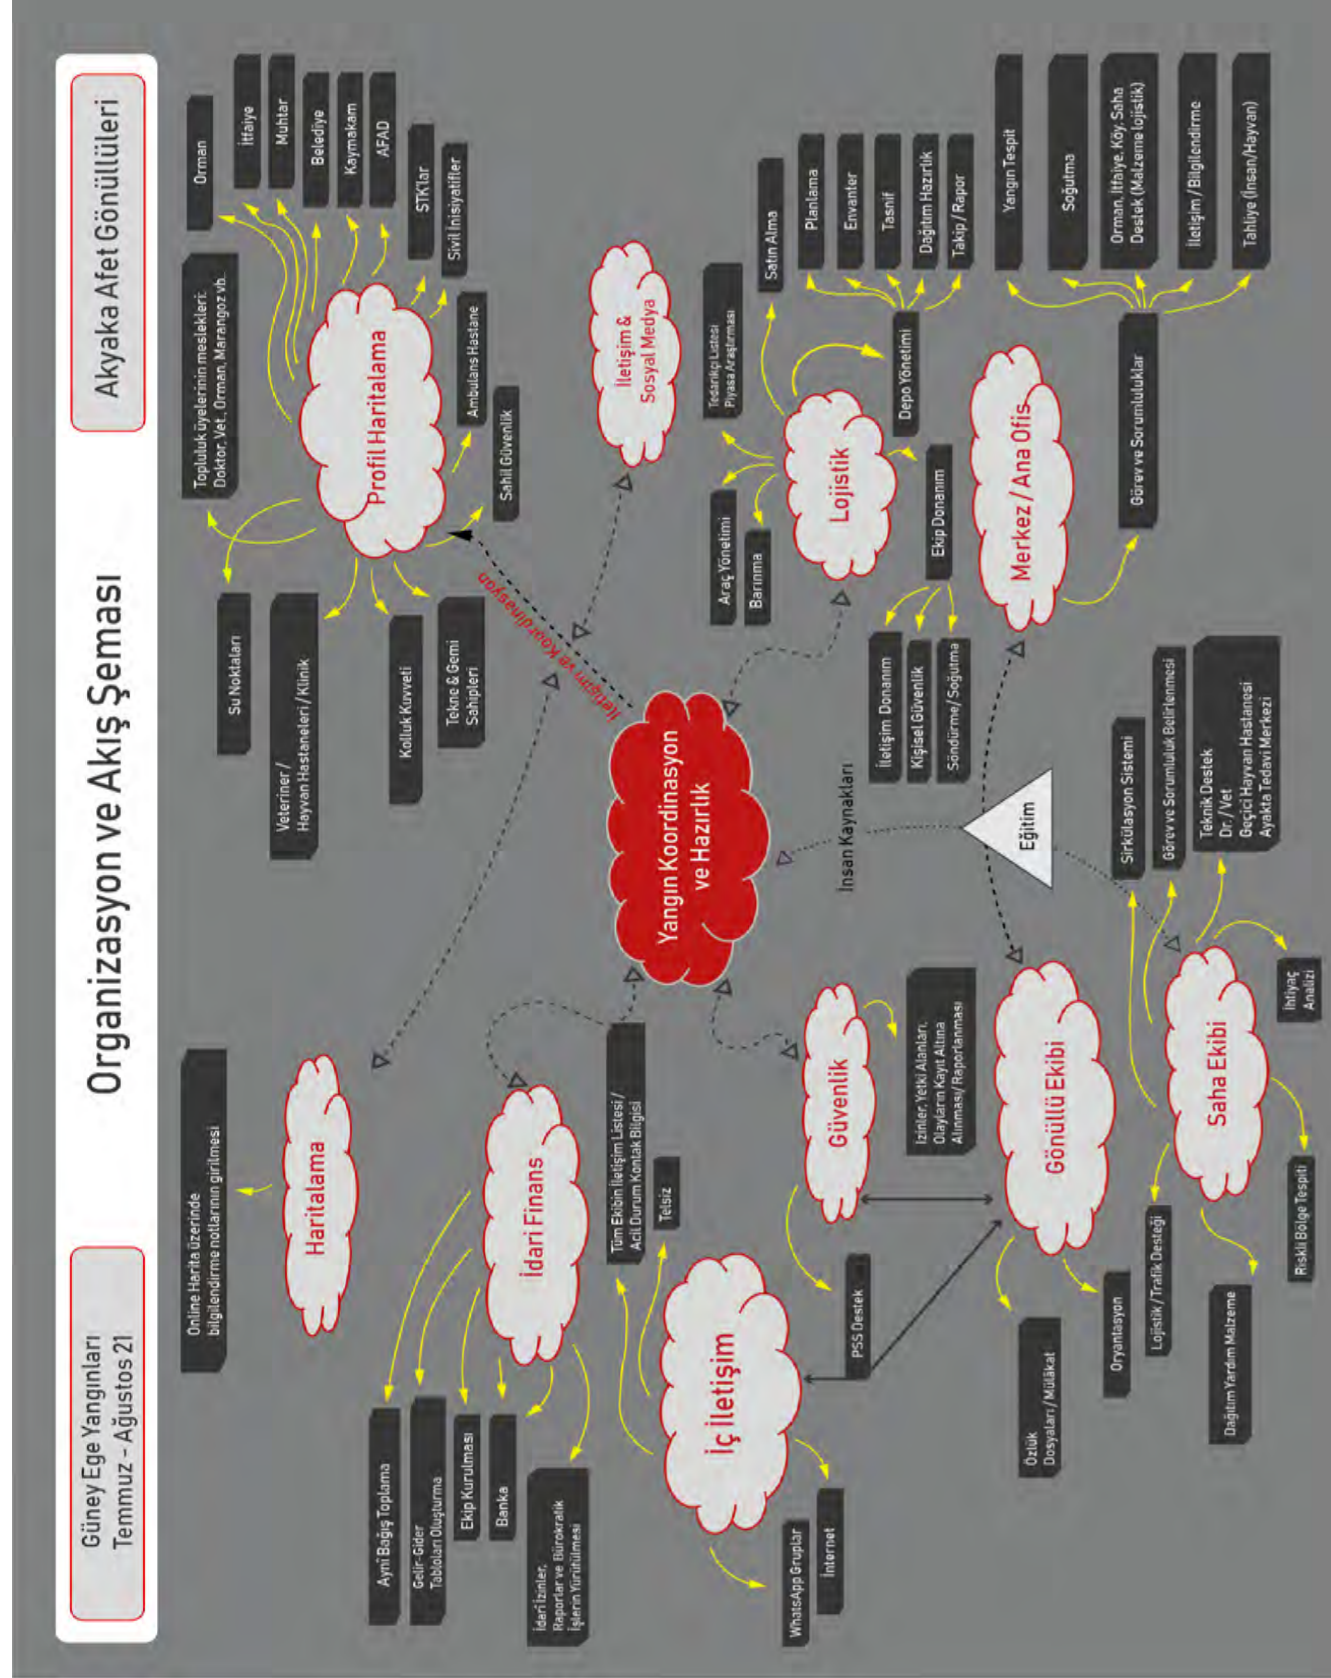 Güney Ege Yangınları
Temmuz - Ağustos 21
Organizasyon ve Akış Şeması
Akyaka Afet Gönüllüleri
Online Harita üzerinde
bilgilendirme notlarının girilmesi
Haritalama
Su Noktaları
Veteriner /
Hayvan Hastaneleri / Klinik
Kolluk Kuvveti
Tekne & Gemi
Sahipleri
Topluluk üyelerinin meslekleri:
Doktor, Vet., Orman, Marangoz vb.
Orman
İtfaiye
Muhtar
Belediye
Kaymakam
AFAD
STK'lar
Sivil İnisiyatifler
Profil Haritalama
Ambulans Hastane
Sahil Güvenlik
İletişim ve Koordinasyon
İletişim &
Sosyal Medya
Ayni Bağış Toplama
Gelir-Gider
Tabloları Oluşturma
Ekip Kurulması
Banka
İdari İzinler,
Raporlar ve Bürokratik
İşlerin Yürütülmesi
İdari Finans
Tüm Ekibin İletişim Listesi /
Acil Durum Kontak Bilgisi
Telsiz
Yangın Koordinasyon
ve Hazırlık
İç İletişim
WhatsApp Gruplar
İnternet
PSS Destek
Güvenlik
İzinler, Yetki Alanları,
Olayların Kayıt Altına
Alınması/ Raporlanması
İnsan Kaynakları
Araç Yönetimi
Barınma
Tedarikçi Listesi
Piyasa Araştırması
Satın Alma
Lojistik
Planlama
Envanter
Tasnif
Dağıtım Hazırlık
Takip / Rapor
Depo Yönetimi
Ekip Donanım
İletişim Donanım
Kişisel Güvenlik
Söndürme/ Soğutma
Eğitim
Merkez / Ana Ofis
Görev ve Sorumluluklar
Yangın Tespit
Soğutma
Orman, İtfaiye, Köy, Saha
Destek (Malzeme lojistik)
İletişim / Bilgilendirme
Tahliye (İnsan/Hayvan)
Gönüllü Ekibi
Özlük
Dosyaları / Mülâkat
Oryantasyon
Lojistik / Trafik Desteği
Dağıtım Yardım Malzeme
Riskli Bölge Tespiti
Saha Ekibi
İhtiyaç
Analizi
Sirkülasyon Sistemi
Görev ve Sorumluluk Belirlenmesi
Teknik Destek
Dr. / Vet
Geçici Hayvan Hastanesi
Ayakta Tedavi Merkezi